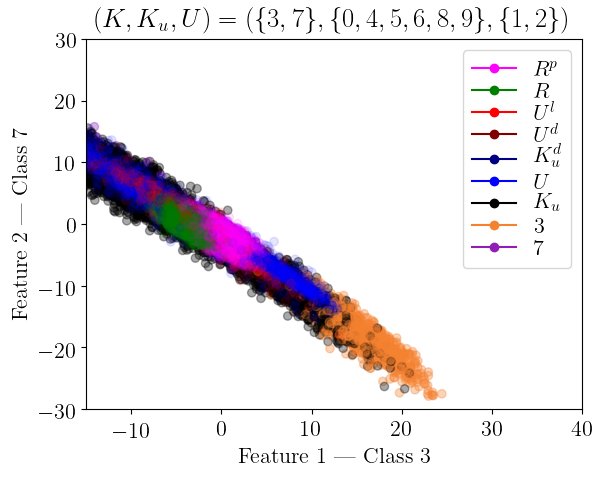 (K, K_u, U) = ({3, 7}, {0, 4, 5, 6, 8, 9}, {1, 2})
30
20
10
0
−10
−20
−30
Feature 2 — Class 7
R^p
R
U^l
U^d
K_u^d
U
K_u
3
7
−10 0 10 20 30 40
Feature 1 — Class 3